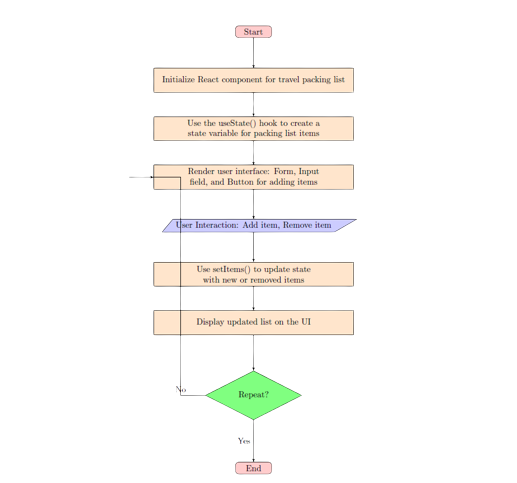 Start
Initialize React component for travel packing list
Use the useState() hook to create a
state variable for packing list items
Render user interface: Form, Input
field, and Button for adding items
User Interaction: Add item, Remove item
Use setItems() to update state
with new or removed items
Display updated list on the UI
No
Repeat?
Yes
End